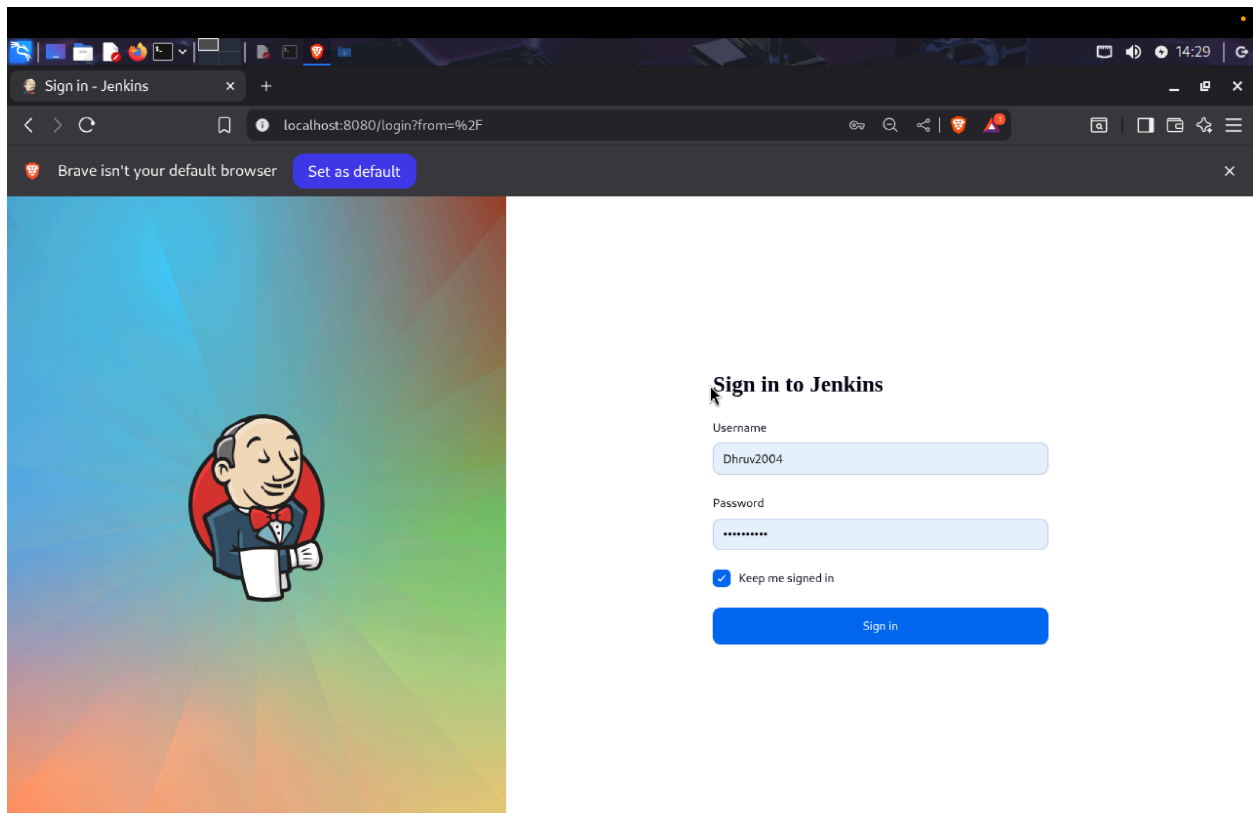 14:29
Sign in - Jenkins
localhost:8080/login?from=%2F
1
Brave isn't your default browser
Set as default
Sign in to Jenkins
Username
Dhruv2004
Password
••••••••••
Keep me signed in
Sign in